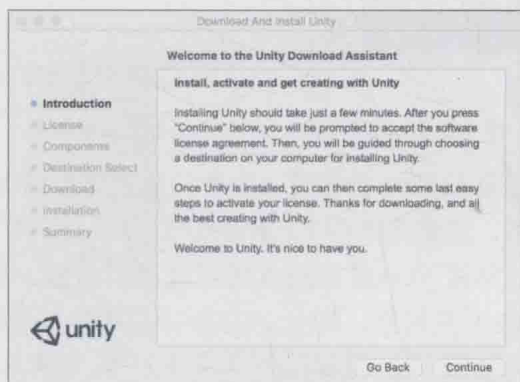 Download And Install Unity
Welcome to the Unity Download Assistant
Introduction
License
Components
Destination Select
Download
Installation
Summary
Install, activate and get creating with Unity
Installing Unity should take just a few minutes. After you press
"Continue" below, you will be prompted to accept the software
license agreement. Then, you will be guided through choosing
a destination on your computer for installing Unity.
Once Unity is installed, you can then complete some last easy
steps to activate your license. Thanks for downloading, and all
the best creating with Unity.
Welcome to Unity. It's nice to have you.
unity
Go Back
Continue